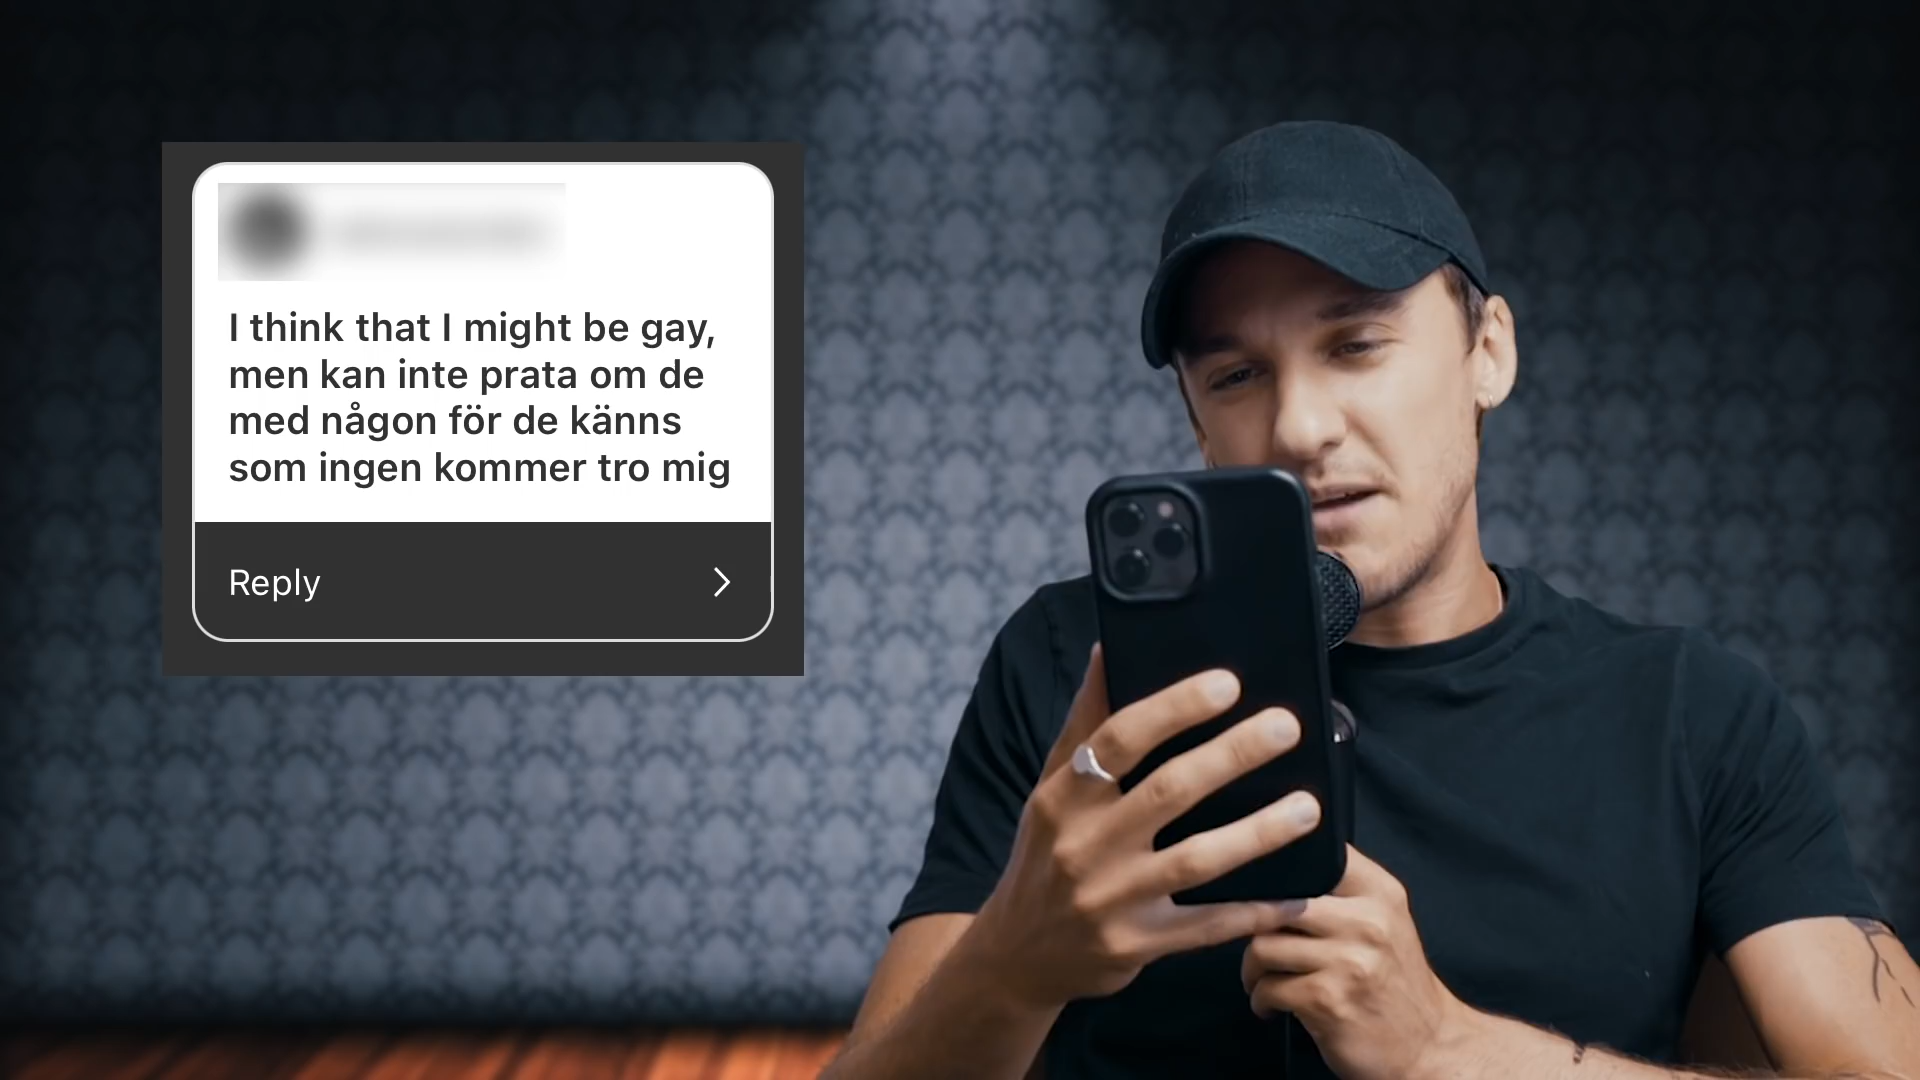 I think that I might be gay,
men kan inte prata om de
med någon för de känns
som ingen kommer tro mig
Reply